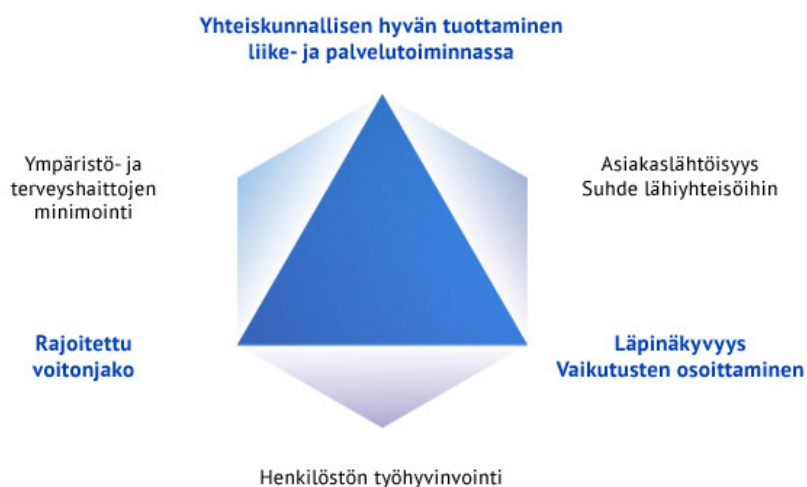 Yhteiskunnallisen hyvän tuottaminen
liike- ja palvelutoiminnassa
Ympäristö- ja
terveyshaittojen
minimointi
Asiakaslähtöisyys
Suhde lähiyhteisöihin
Rajoitettu
voitonjako
Läpinäkyvyys
Vaikutusten osoittaminen
Henkilöstön työhyvinvointi